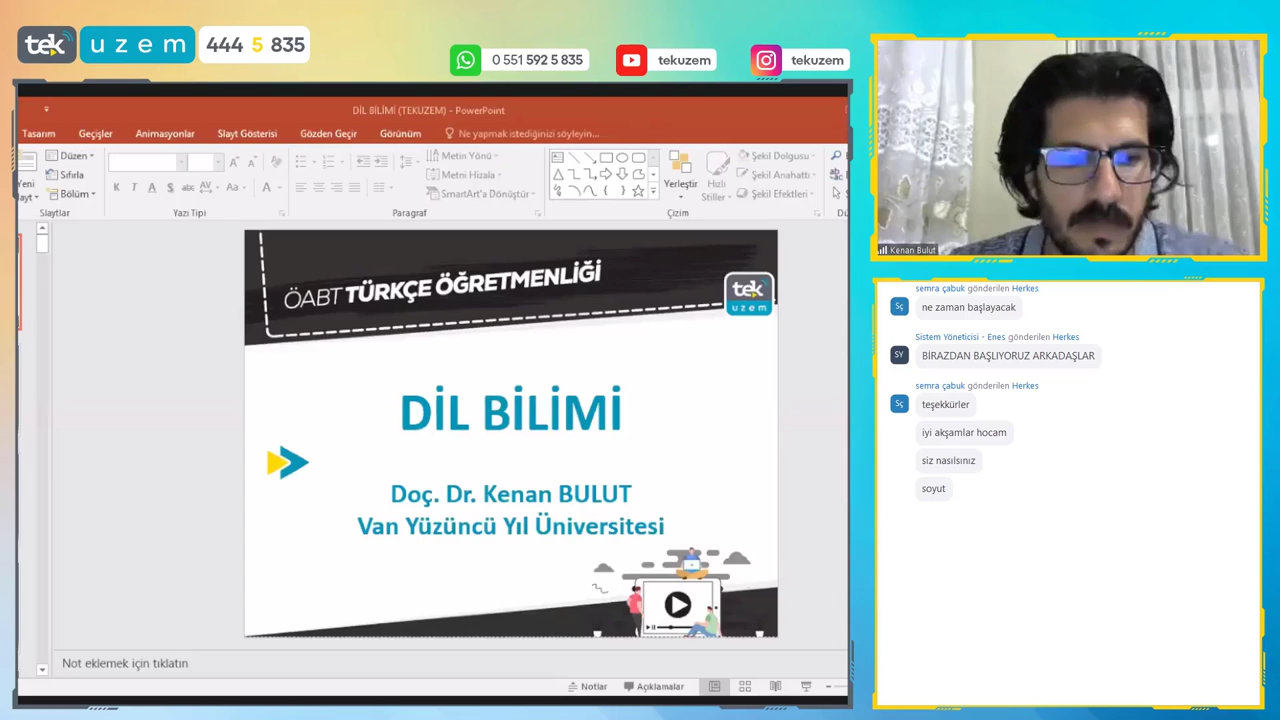 tek uzem 444 5 835
0 551 592 5 835
tekuzem
tekuzem
DİL BİLİMİ (TEKUZEM) - PowerPoint
Tasarım Geçişler Animasyonlar Slayt Gösterisi Gözden Geçir Görünüm Ne yapmak istediğinizi söyleyin...
Düzen
Sıfırla
Bölüm
Yeni
Slaytlar
Yazı Tipi
Metin Yönü
Metni Hizala
SmartArt'a Dönüştür
Paragraf
Yerleştir
Hızlı
Stiller
Şekil Dolgusu
Şekil Anahattı
Şekil Efektleri
Çizim
ÖABT TÜRKÇE ÖĞRETMENLİĞİ
tek
uzem
DİL BİLİMİ
Doç. Dr. Kenan BULUT
Van Yüzüncü Yıl Üniversitesi
Not eklemek için tıklatın
Notlar Açıklamalar
Kenan Bulut
semra çabuk gönderilen Herkes
SÇ ne zaman başlayacak
Sistem Yöneticisi - Enes gönderilen Herkes
SY BİRAZDAN BAŞLIYORUZ ARKADAŞLAR
semra çabuk gönderilen Herkes
SÇ teşekkürler
iyi akşamlar hocam
siz nasılsınız
soyut